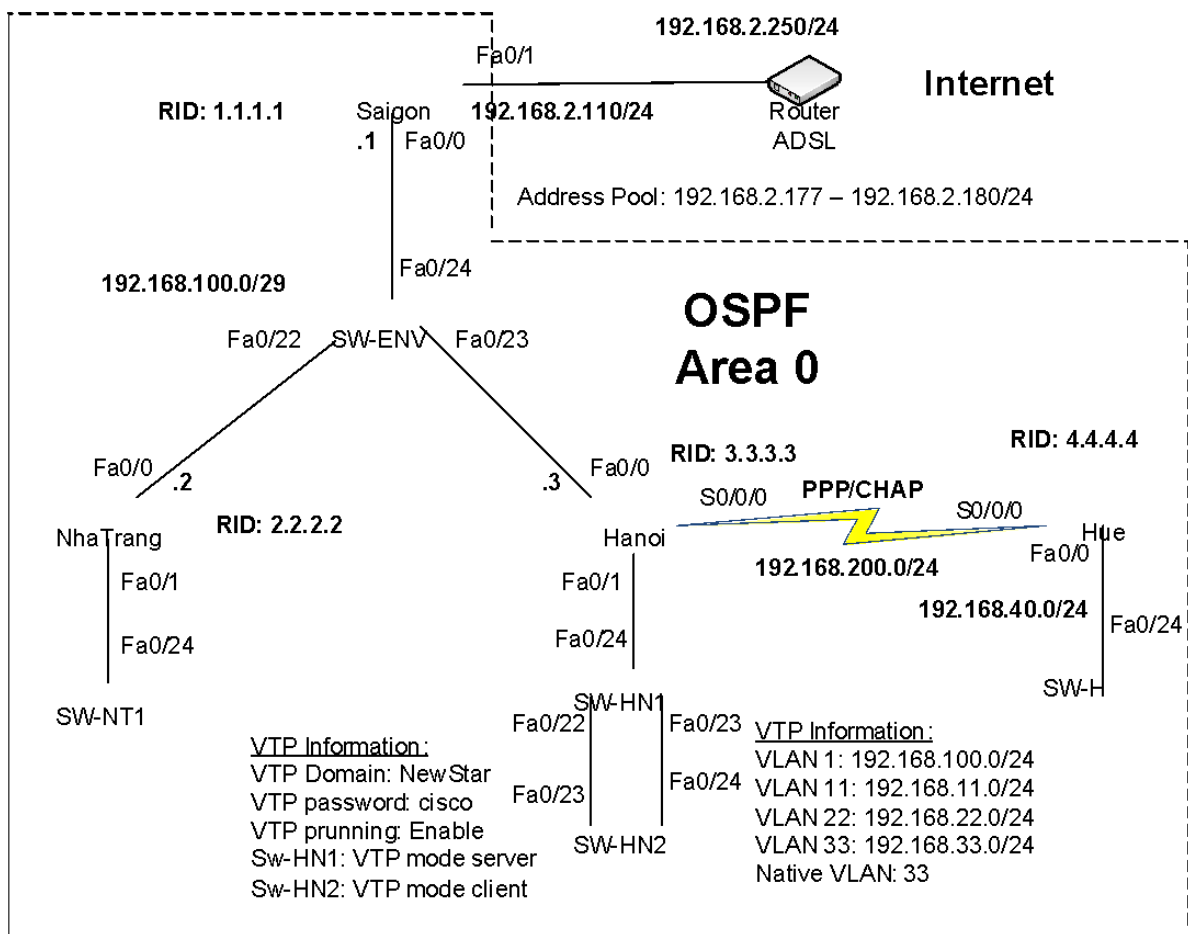 192.168.2.250/24
Fa0/1
Internet
RID: 1.1.1.1
Saigon
192.168.2.110/24
Router
ADSL
.1
Fa0/0
Address Pool: 192.168.2.177 – 192.168.2.180/24
Fa0/24
192.168.100.0/29
OSPF
Area 0
Fa0/22
SW-ENV
Fa0/23
RID: 4.4.4.4
RID: 3.3.3.3
Fa0/0
.2
.3
Fa0/0
S0/0/0
PPP/CHAP
S0/0/0
RID: 2.2.2.2
NhaTrang
Hanoi
Hue
Fa0/0
192.168.200.0/24
Fa0/1
Fa0/1
192.168.40.0/24
Fa0/24
Fa0/24
Fa0/24
SW-NT1
SW-HN1
SW-H
Fa0/22
Fa0/23
Fa0/23
Fa0/24
SW-HN2
VTP Information:
VTP Domain: NewStar
VTP password: cisco
VTP prunning: Enable
Sw-HN1: VTP mode server
Sw-HN2: VTP mode client
VTP Information:
VLAN 1: 192.168.100.0/24
VLAN 11: 192.168.11.0/24
VLAN 22: 192.168.22.0/24
VLAN 33: 192.168.33.0/24
Native VLAN: 33